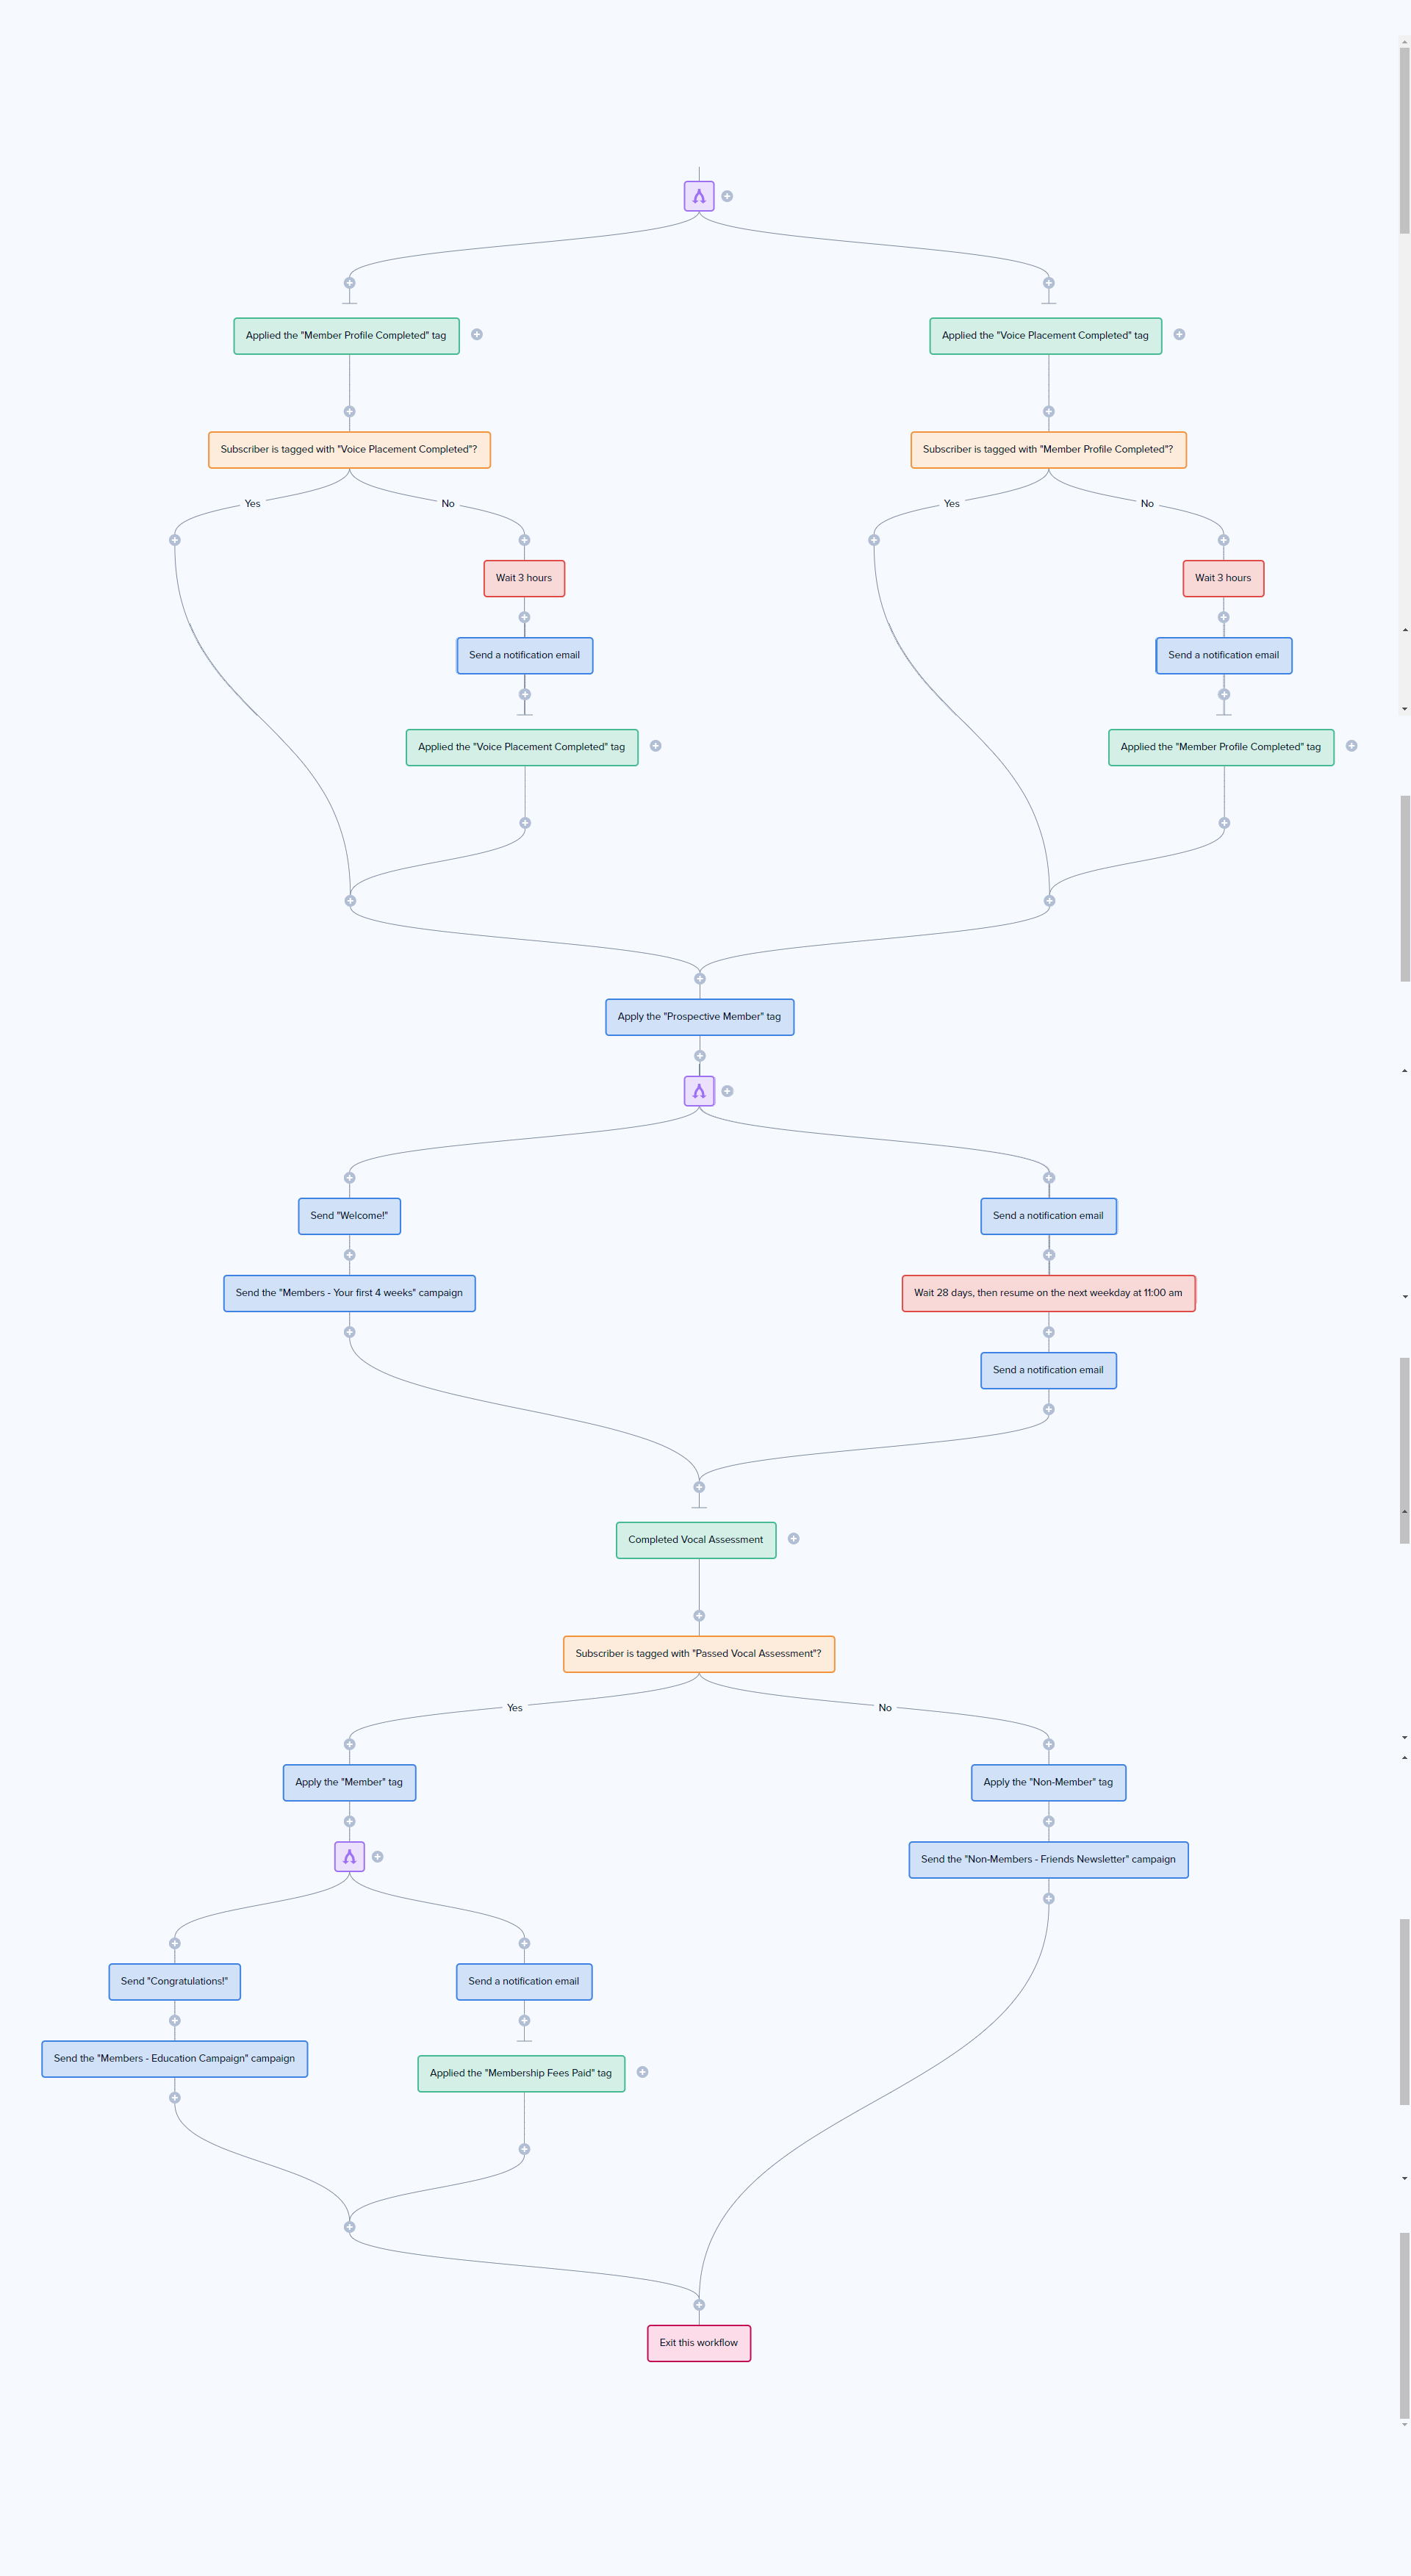 Applied the "Member Profile Completed" tag
Applied the "Voice Placement Completed" tag
Subscriber is tagged with "Voice Placement Completed"?
Subscriber is tagged with "Member Profile Completed"?
Yes
No
Yes
No
Wait 3 hours
Wait 3 hours
Send a notification email
Send a notification email
Applied the "Voice Placement Completed" tag
Applied the "Member Profile Completed" tag
Apply the "Prospective Member" tag
Send "Welcome!"
Send a notification email
Send the "Members - Your first 4 weeks" campaign
Wait 28 days, then resume on the next weekday at 11:00 am
Send a notification email
Completed Vocal Assessment
Subscriber is tagged with "Passed Vocal Assessment"?
Yes
No
Apply the "Member" tag
Apply the "Non-Member" tag
Send the "Non-Members - Friends Newsletter" campaign
Send "Congratulations!"
Send a notification email
Send the "Members - Education Campaign" campaign
Applied the "Membership Fees Paid" tag
Exit this workflow